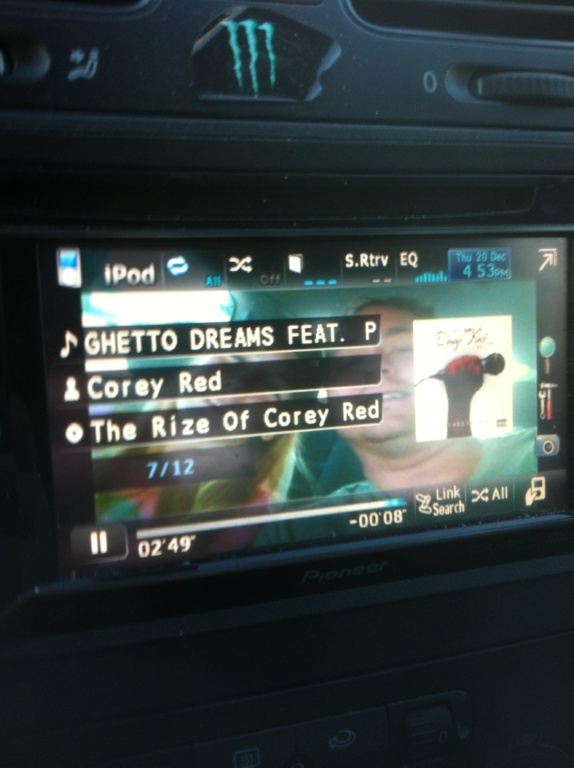 0
iPod
All
Off
S.Rtrv
EQ
Thu 20 Dec
4 53PM
GHETTO DREAMS FEAT. P
Corey Red
The Rize Of Corey Red
7/12
-00'08"
02'49"
Link
Search
All
Pioneer